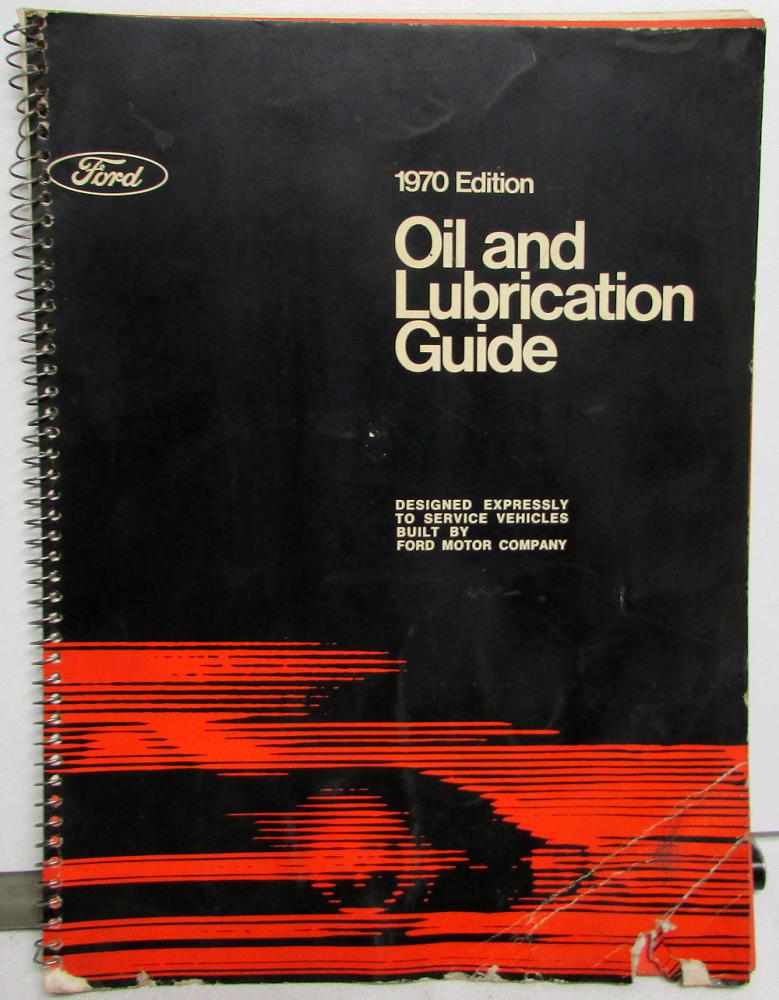 Ford
1970 Edition
Oil and
Lubrication
Guide
DESIGNED EXPRESSLY
TO SERVICE VEHICLES
BUILT BY
FORD MOTOR COMPANY